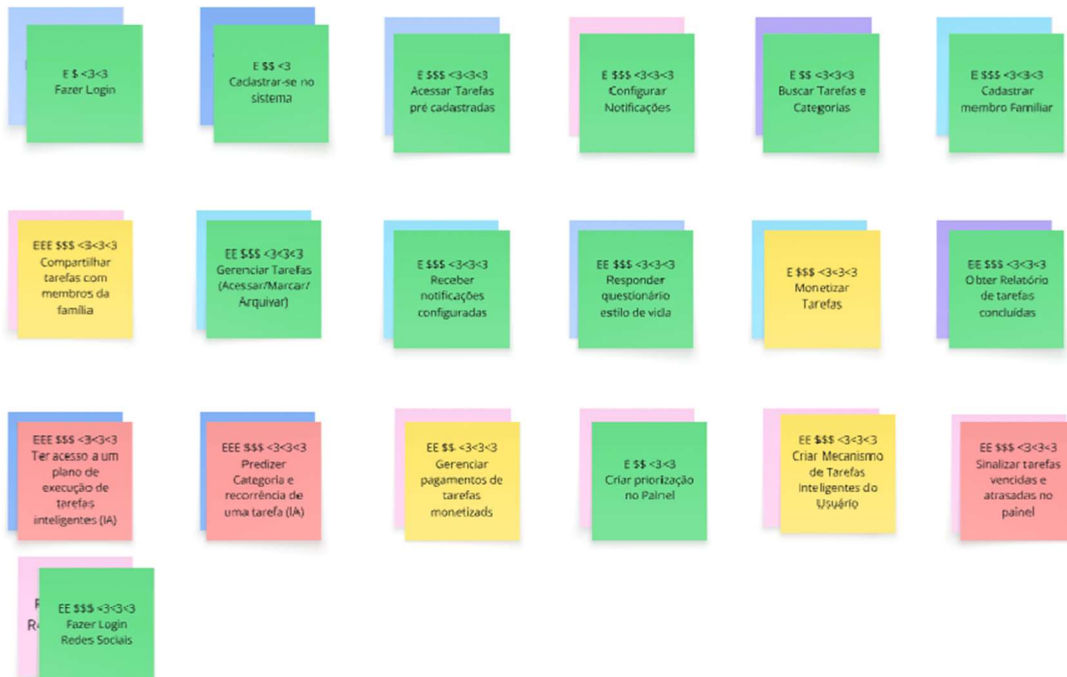 E $ <3<3
Fazer Login
E $$ <3
Cadastrar-se no
sistema
E $$$ <3<3<3
Acessar Tarefas
pré cadastradas
E $$$ <3<3<3
Configurar
Notificações
E $$ <3<3<3
Buscar Tarefas e
Categorias
E $$$ <3<3<3
Cadastrar
membro Familiar
EEE $$$ <3<3<3
Compartilhar
tarefas com
membros da
família
EE $$$ <3<3<3
Gerenciar Tarefas
(Acessar/Marcar/
Arquivar)
E $$$ <3<3<3
Receber
notificações
configuradas
EE $$$ <3<3<3
Responder
questionário
estilo de vida
E $$$ <3<3<3
Monetizar
Tarefas
EE $$$ <3<3<3
Obter Relatório
de tarefas
concluídas
EEE $$$ <3<3<3
Ter acesso a um
plano de
execução de
tarefas
inteligentes (IA)
EEE $$$ <3<3<3
Predizer
Categoria e
recorrência de
uma tarefa (IA)
EE $$. <3<3<3
Gerenciar
pagamentos de
tarefas
monetizads
E $$ <3<3
Criar priorização
no Painel
EE $$$ <3<3<3
Criar Mecanismo
de Tarefas
Inteligentes do
Usuário
EE $$$ <3<3<3
Sinalizar tarefas
vencidas e
atrasadas no
painel
EE $$$ <3<3<3
Fazer Login
Redes Sociais